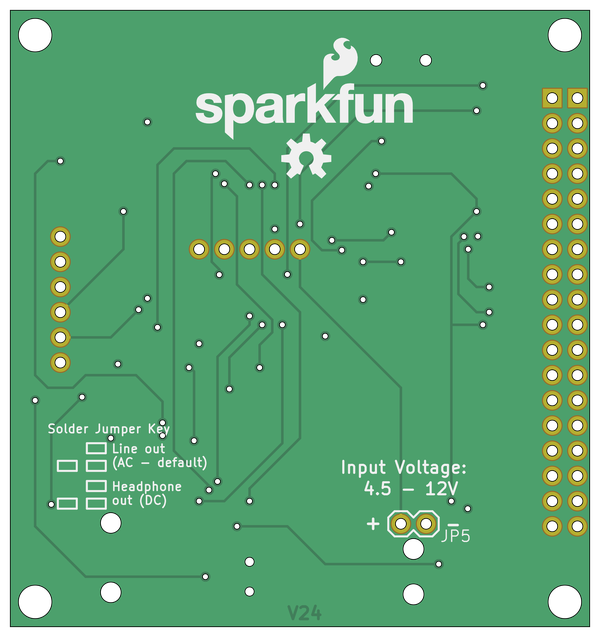 sparkfun
Solder Jumper Key
Line out
(AC - default)
Headphone
out (DC)
Input Voltage:
4.5 - 12V
+ -
JP5
V24